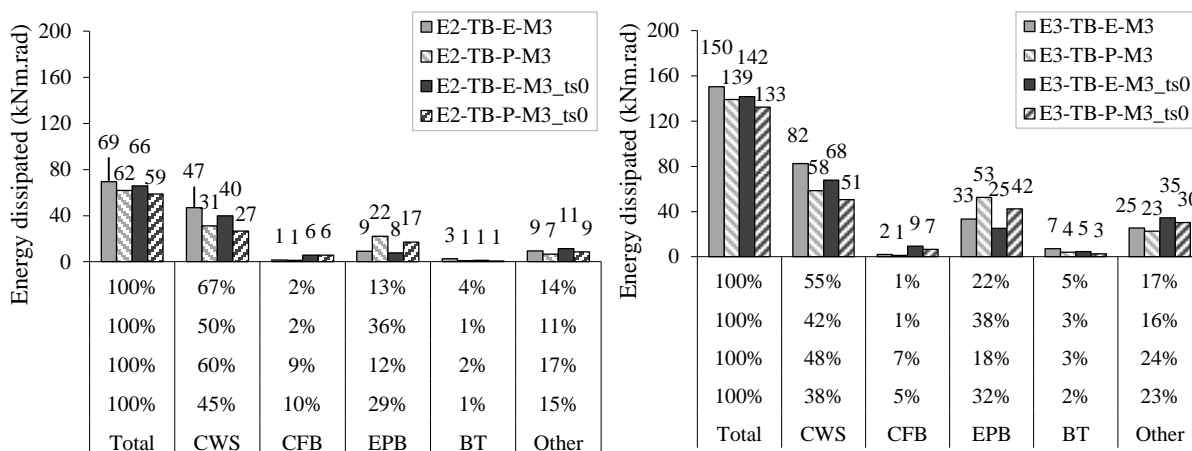 Energy dissipated (kNm.rad)
200
160
120
80
40
0
E2-TB-E-M3
E2-TB-P-M3
E2-TB-E-M3_ts0
E2-TB-P-M3_ts0
69 62 66 59
47 31 40 27
1 1 6 6
9 22 8 17
3 1 1 1
9 7 11 9
100% 67% 2% 13% 4% 14%
100% 50% 2% 36% 1% 11%
100% 60% 9% 12% 2% 17%
100% 45% 10% 29% 1% 15%
Total CWS CFB EPB BT Other
Energy dissipated (kNm.rad)
200
160
120
80
40
0
E3-TB-E-M3
E3-TB-P-M3
E3-TB-E-M3_ts0
E3-TB-P-M3_ts0
150 139 142 133
82 58 68 51
2 1 9 7
33 53 25 42
7 4 5 3
25 23 35 30
100% 55% 1% 22% 5% 17%
100% 42% 1% 38% 3% 16%
100% 48% 7% 18% 3% 24%
100% 38% 5% 32% 2% 23%
Total CWS CFB EPB BT Other